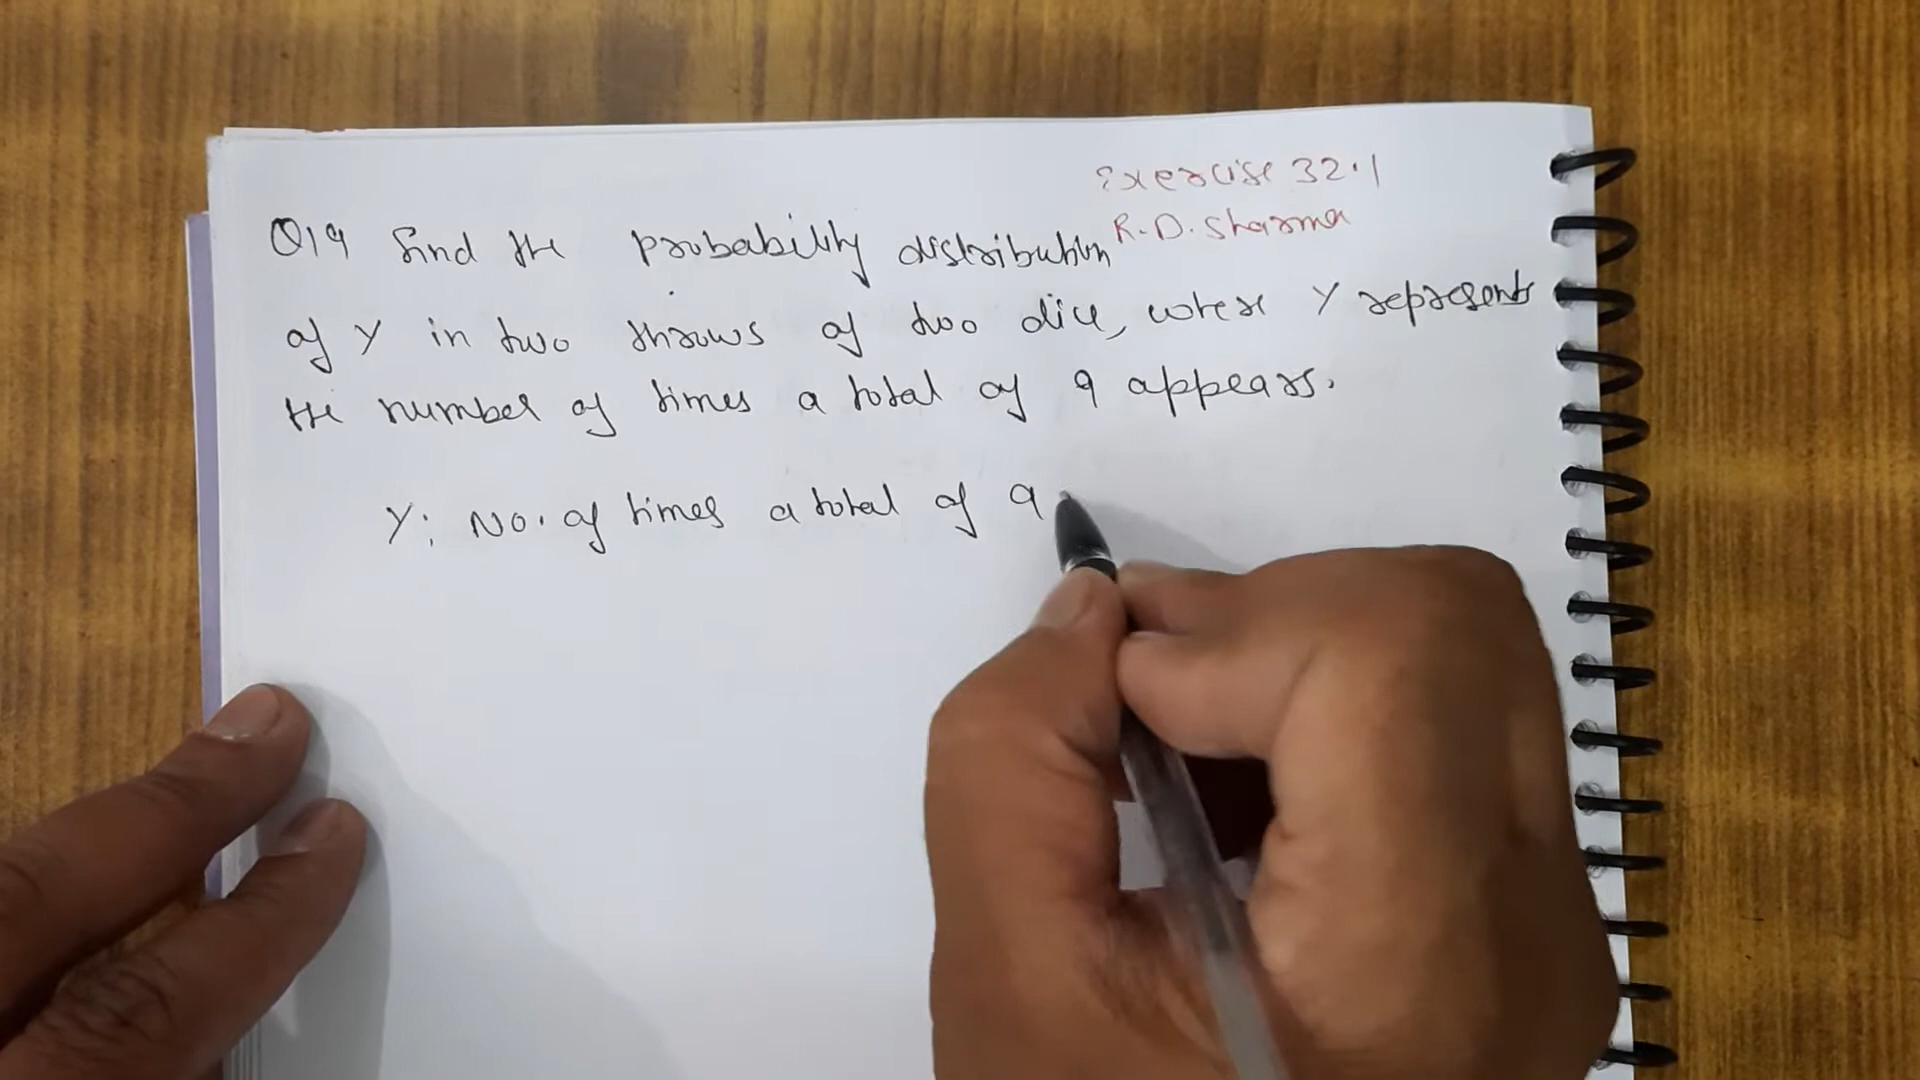 Exercise 32.1
R.D. Sharma
Q19 find the probability distribution
of Y in two throws of two dice, where Y represents
the number of times a total of 9 appears.
Y: No. of times a total of 9